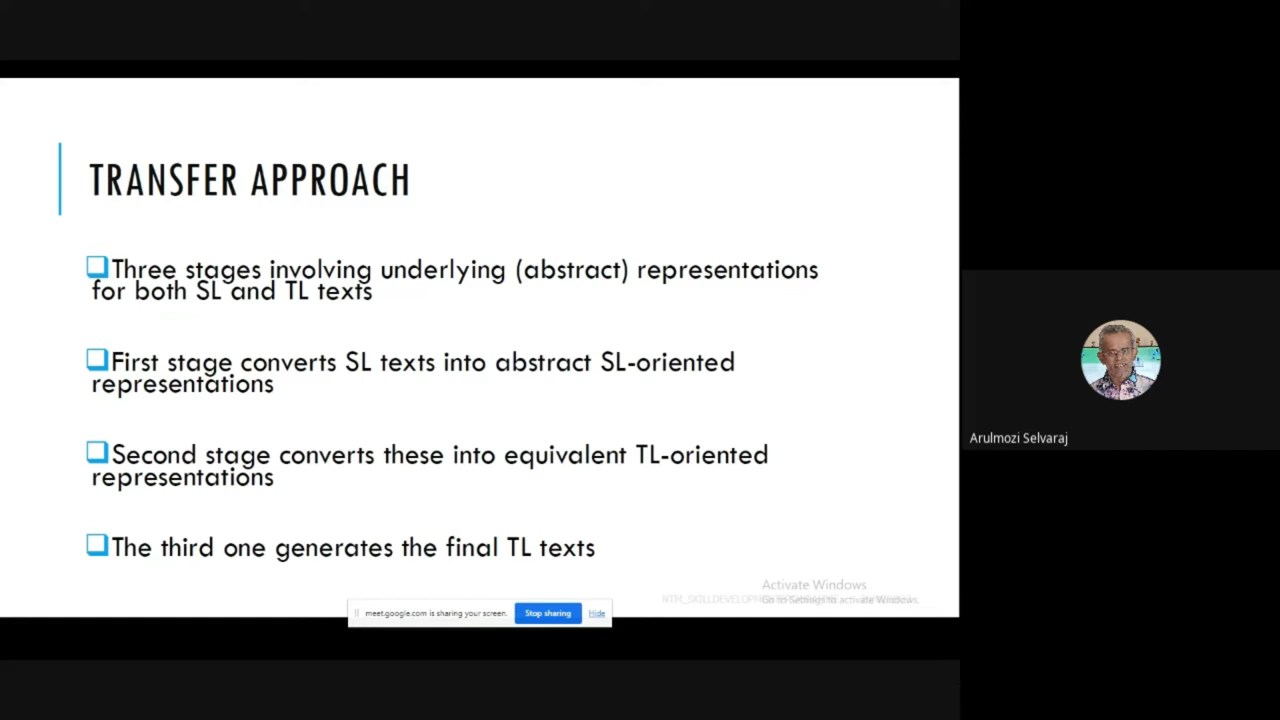 TRANSFER APPROACH
Three stages involving underlying (abstract) representations
for both SL and TL texts
First stage converts SL texts into abstract SL-oriented
representations
Second stage converts these into equivalent TL-oriented
representations
The third one generates the final TL texts
Arulmozi Selvaraj
Activate Windows
Go to Settings to activate Windows.
meet.google.com is sharing your screen.
Stop sharing
Hide